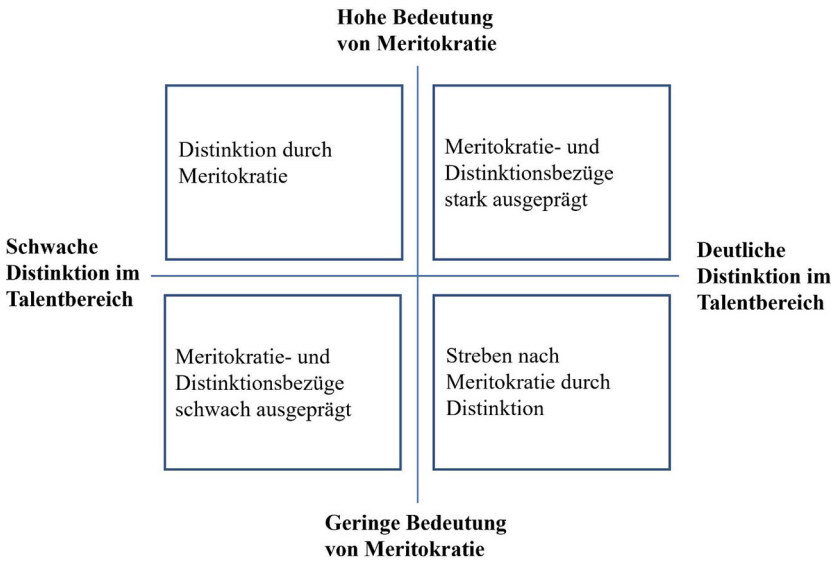 Hohe Bedeutung
von Meritokratie
Distinktion durch
Meritokratie
Meritokratie- und
Distinktionsbezüge
stark ausgeprägt
Schwache
Distinktion im
Talentbereich
Deutliche
Distinktion im
Talentbereich
Meritokratie- und
Distinktionsbezüge
schwach ausgeprägt
Streben nach
Meritokratie durch
Distinktion
Geringe Bedeutung
von Meritokratie